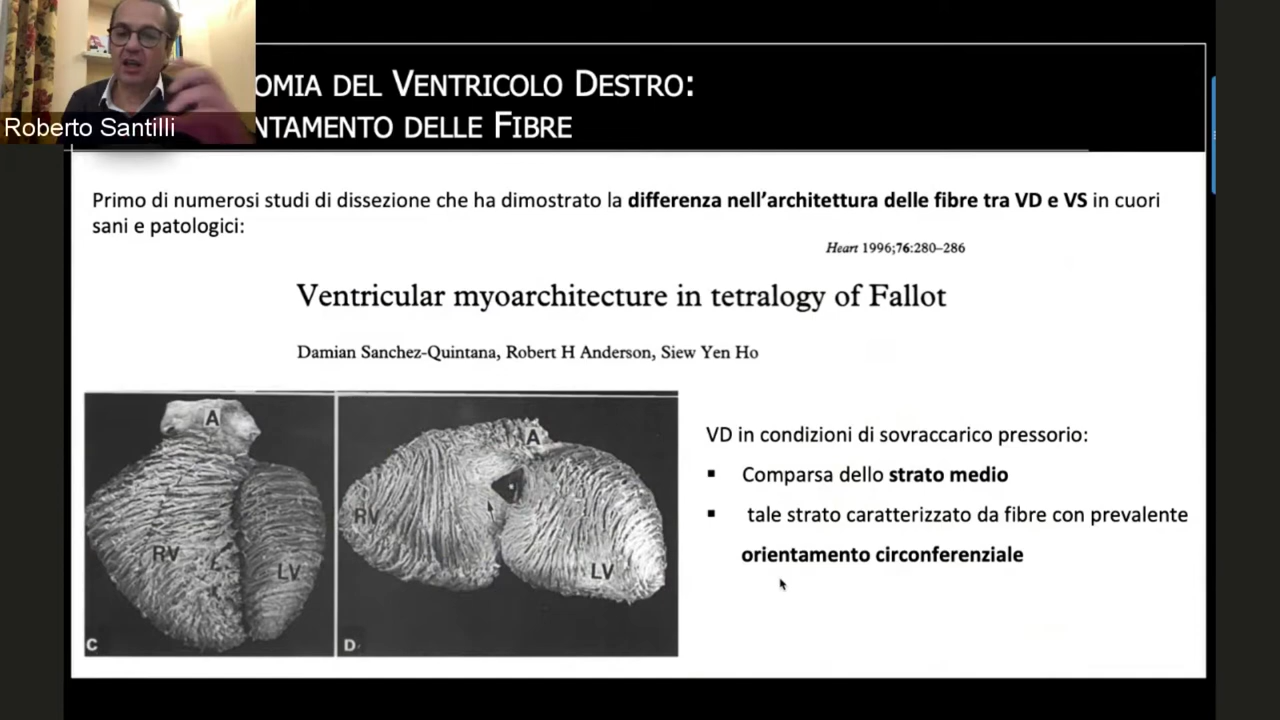 OMIA DEL VENTRICOLO DESTRO:
NTAMENTO DELLE FIBRE
Roberto Santilli
Primo di numerosi studi di dissezione che ha dimostrato la differenza nell'architettura delle fibre tra VD e VS in cuori
sani e patologici:
Heart 1996;76:280–286
Ventricular myoarchitecture in tetralogy of Fallot
Damian Sanchez-Quintana, Robert H Anderson, Siew Yen Ho
A
RV
LV
C
A
RV
LV
D
VD in condizioni di sovraccarico pressorio:
▪ Comparsa dello strato medio
▪ tale strato caratterizzato da fibre con prevalente
orientamento circonferenziale